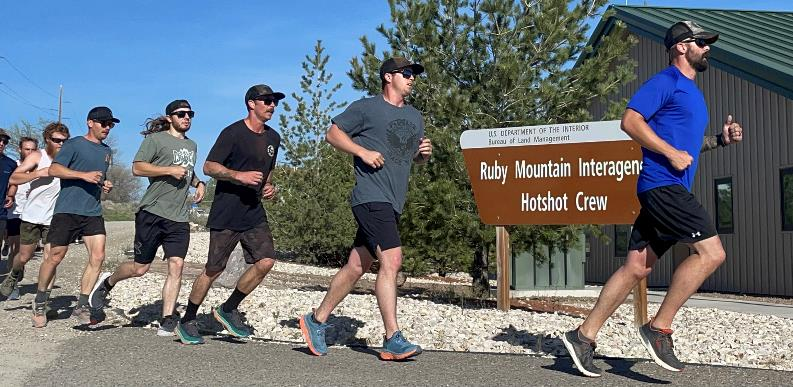 U.S. DEPARTMENT OF THE INTERIOR
Bureau of Land Management
Ruby Mountain Interagen
Hotshot Crew